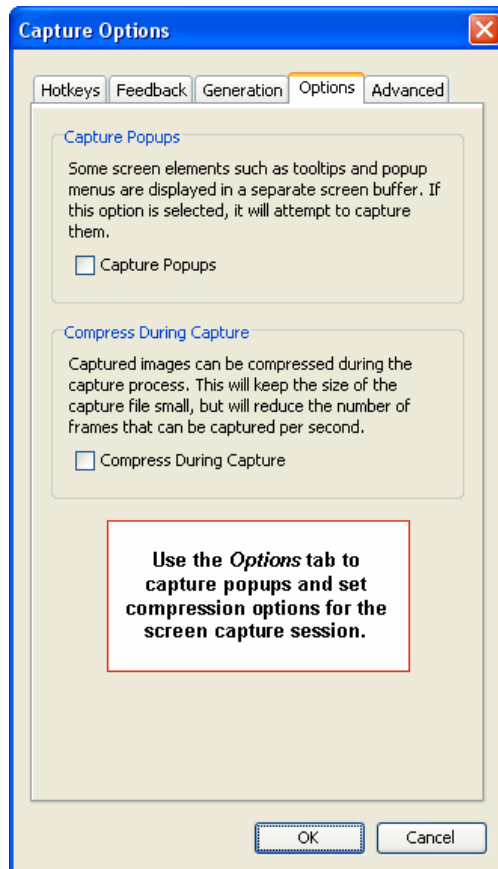 Capture Options
Hotkeys Feedback Generation Options Advanced
Capture Popups
Some screen elements such as tooltips and popup
menus are displayed in a separate screen buffer. If
this option is selected, it will attempt to capture
them.
Capture Popups
Compress During Capture
Captured images can be compressed during the
capture process. This will keep the size of the
capture file small, but will reduce the number of
frames that can be captured per second.
Compress During Capture
Use the Options tab to
capture popups and set
compression options for the
screen capture session.
OK Cancel